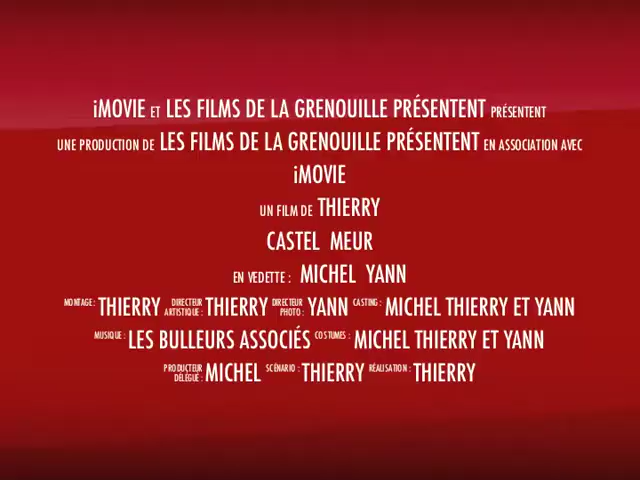 iMOVIE ET LES FILMS DE LA GRENOUILLE PRÉSENTENT PRÉSENTENT
UNE PRODUCTION DE LES FILMS DE LA GRENOUILLE PRÉSENTENT EN ASSOCIATION AVEC
iMOVIE
UN FILM DE THIERRY
CASTEL MEUR
EN VEDETTE : MICHEL YANN
MONTAGE : THIERRY DIRECTEUR ARTISTIQUE : THIERRY DIRECTEUR PHOTO : YANN CASTING : MICHEL THIERRY ET YANN
MUSIQUE : LES BULLEURS ASSOCIÉS COSTUMES : MICHEL THIERRY ET YANN
PRODUCTEUR DÉLÉGUÉ : MICHEL SCÉNARIO : THIERRY RÉALISATION : THIERRY